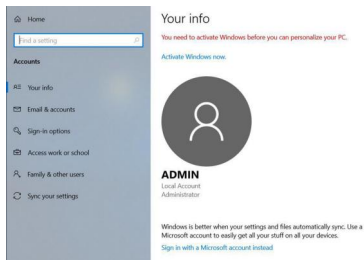 Home
Find a setting
Accounts
Your info
Email & accounts
Sign-in options
Access work or school
Family & other users
Sync your settings
Your info
You need to activate Windows before you can personalize your PC.
Activate Windows now.
ADMIN
Local Account
Administrator
Windows is better when your settings and files automatically sync. Use a
Microsoft account to easily get all your stuff on all your devices.
Sign in with a Microsoft account instead